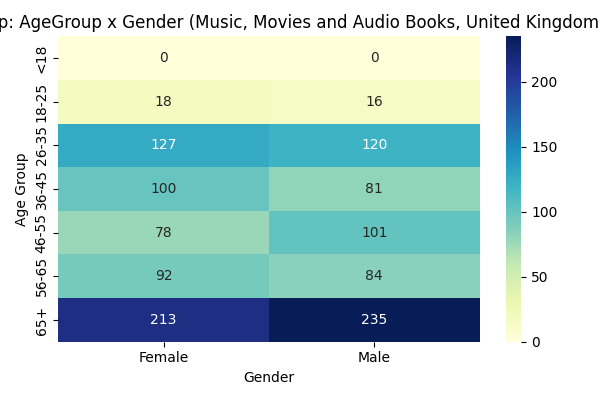 p: AgeGroup x Gender (Music, Movies and Audio Books, United Kingdom
<18 0 0
18-25 18 16
26-35 127 120
36-45 100 81
46-55 78 101
56-65 92 84
65+ 213 235
Female Male
Gender
Age Group
200
150
100
50
0